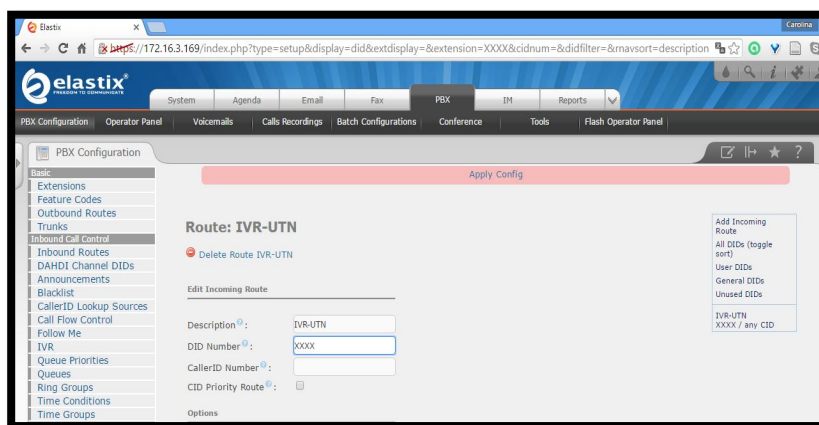 Elastix
Carolina
https://172.16.3.169/index.php?type=setup&display=did&extdisplay=&extension=XXXX&cidnum=&didfilter=&rnavsort=description
elastix®
FREEDOM TO COMMUNICATE
System Agenda Email Fax PBX IM Reports
PBX Configuration Operator Panel Voicemails Calls Recordings Batch Configurations Conference Tools Flash Operator Panel
PBX Configuration
Basic
Extensions
Feature Codes
Outbound Routes
Trunks
Inbound Call Control
Inbound Routes
DAHDI Channel DIDs
Announcements
Blacklist
CallerID Lookup Sources
Call Flow Control
Follow Me
IVR
Queue Priorities
Queues
Ring Groups
Time Conditions
Time Groups
Apply Config
Route: IVR-UTN
Delete Route IVR-UTN
Edit Incoming Route
Description?: IVR-UTN
DID Number?: XXXX
CallerID Number?:
CID Priority Route?:
Options
Add Incoming
Route
All DIDs (toggle
sort)
User DIDs
General DIDs
Unused DIDs
IVR-UTN
XXXX / any CID